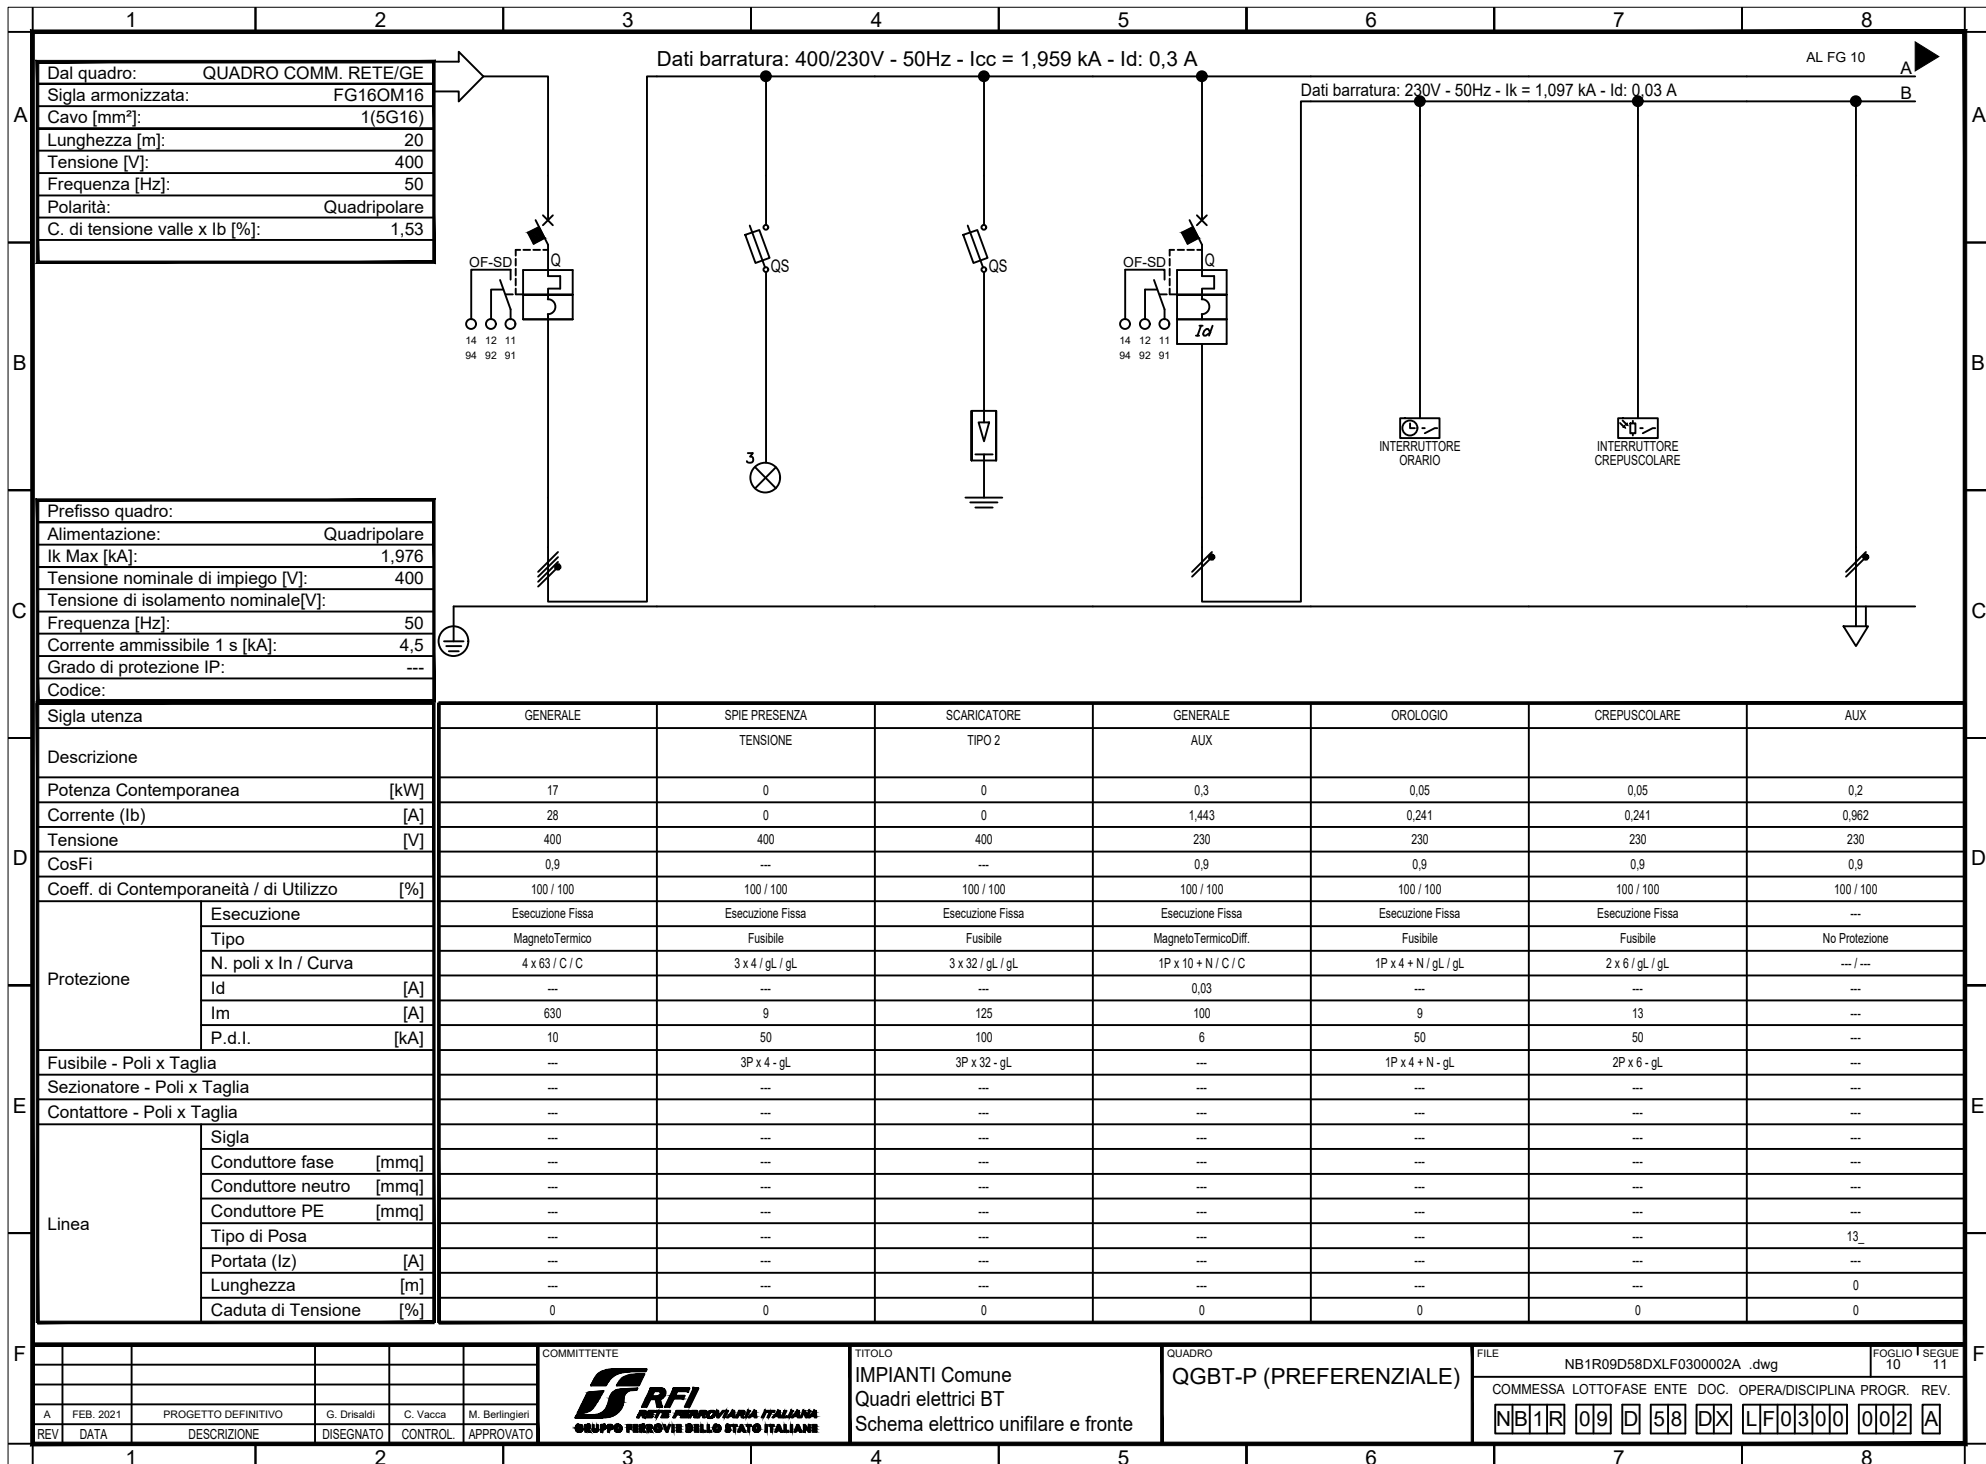 1 2 3 4 5 6 7 8
A
B
C
D
E
F
Dal quadro: QUADRO COMM. RETE/GE
Sigla armonizzata: FG16OM16
Cavo [mm²]: 1(5G16)
Lunghezza [m]: 20
Tensione [V]: 400
Frequenza [Hz]: 50
Polarità: Quadripolare
C. di tensione valle x Ib [%]: 1,53
Dati barratura: 400/230V - 50Hz - Icc = 1,959 kA - Id: 0,3 A
AL FG 10
A
Dati barratura: 230V - 50Hz - Ik = 1,097 kA - Id: 0,03 A
B
OF-SD Q
14 12 11
94 92 91
QS
3
QS
OF-SD Q
Id
14 12 11
94 92 91
INTERRUTTORE
ORARIO
INTERRUTTORE
CREPUSCOLARE
Prefisso quadro:
Alimentazione: Quadripolare
Ik Max [kA]: 1,976
Tensione nominale di impiego [V]: 400
Tensione di isolamento nominale[V]:
Frequenza [Hz]: 50
Corrente ammissibile 1 s [kA]: 4,5
Grado di protezione IP: ---
Codice:
Sigla utenza GENERALE SPIE PRESENZA SCARICATORE GENERALE OROLOGIO CREPUSCOLARE AUX
Descrizione TENSIONE TIPO 2 AUX
Potenza Contemporanea [kW] 17 0 0 0,3 0,05 0,05 0,2
Corrente (Ib) [A] 28 0 0 1,443 0,241 0,241 0,962
Tensione [V] 400 400 400 230 230 230 230
CosFi 0,9 --- --- 0,9 0,9 0,9 0,9
Coeff. di Contemporaneità / di Utilizzo [%] 100 / 100 100 / 100 100 / 100 100 / 100 100 / 100 100 / 100 100 / 100
Protezione
Esecuzione Esecuzione Fissa Esecuzione Fissa Esecuzione Fissa Esecuzione Fissa Esecuzione Fissa Esecuzione Fissa ---
Tipo MagnetoTermico Fusibile Fusibile MagnetoTermicoDiff. Fusibile Fusibile No Protezione
N. poli x In / Curva 4 x 63 / C / C 3 x 4 / gL / gL 3 x 32 / gL / gL 1P x 10 + N / C / C 1P x 4 + N / gL / gL 2 x 6 / gL / gL --- / ---
Id [A] --- --- --- 0,03 --- --- ---
Im [A] 630 9 125 100 9 13 ---
P.d.I. [kA] 10 50 100 6 50 50 ---
Fusibile - Poli x Taglia --- 3P x 4 - gL 3P x 32 - gL --- 1P x 4 + N - gL 2P x 6 - gL ---
Sezionatore - Poli x Taglia --- --- --- --- --- --- ---
Contattore - Poli x Taglia --- --- --- --- --- --- ---
Linea
Sigla --- --- --- --- --- --- ---
Conduttore fase [mmq] --- --- --- --- --- --- ---
Conduttore neutro [mmq] --- --- --- --- --- --- ---
Conduttore PE [mmq] --- --- --- --- --- --- ---
Tipo di Posa --- --- --- --- --- --- 13_
Portata (Iz) [A] --- --- --- --- --- --- ---
Lunghezza [m] --- --- --- --- --- --- 0
Caduta di Tensione [%] 0 0 0 0 0 0 0
A FEB. 2021 PROGETTO DEFINITIVO G. Drisaldi C. Vacca M. Berlingieri
REV DATA DESCRIZIONE DISEGNATO CONTROL. APPROVATO
COMMITTENTE
RFI
RETE FERROVIARIA ITALIANA
GRUPPO FERROVIE DELLO STATO ITALIANE
TITOLO
IMPIANTI Comune
Quadri elettrici BT
Schema elettrico unifilare e fronte
QUADRO
QGBT-P (PREFERENZIALE)
FILE NB1R09D58DXLF0300002A .dwg
FOGLIO 10 SEGUE 11
COMMESSA LOTTO FASE ENTE DOC. OPERA/DISCIPLINA PROGR. REV.
NB1R 09 D 58 DX LF0300 002 A
A
B
C
D
E
F
1 2 3 4 5 6 7 8